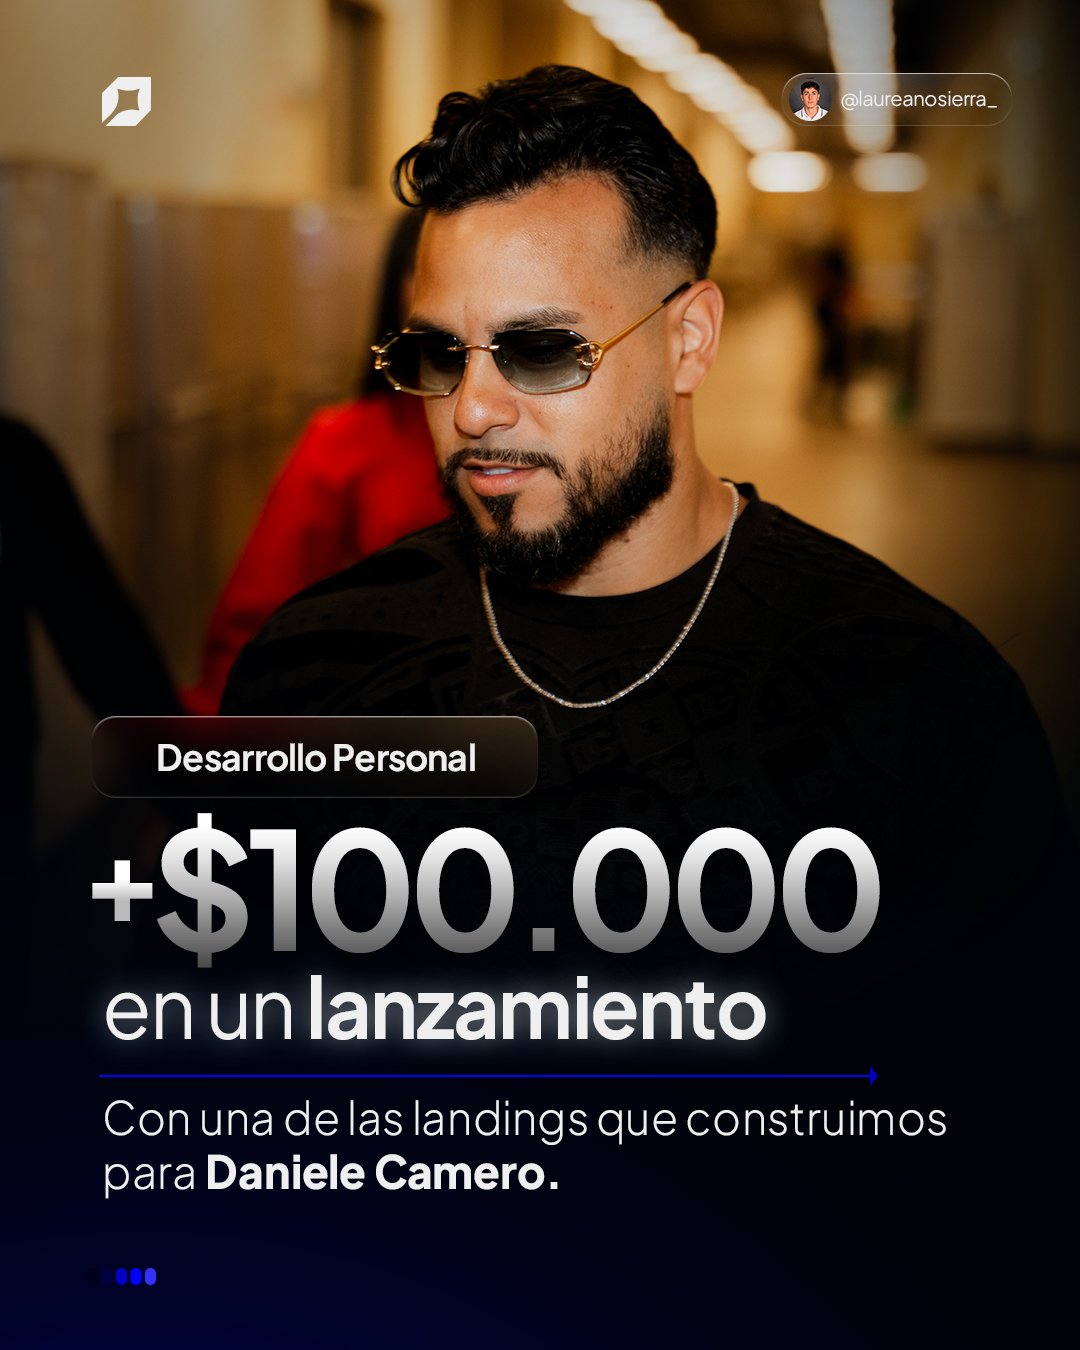 @laureanosierra_
Desarrollo Personal
+$100.000
en un lanzamiento
Con una de las landings que construimos
para Daniele Camero.